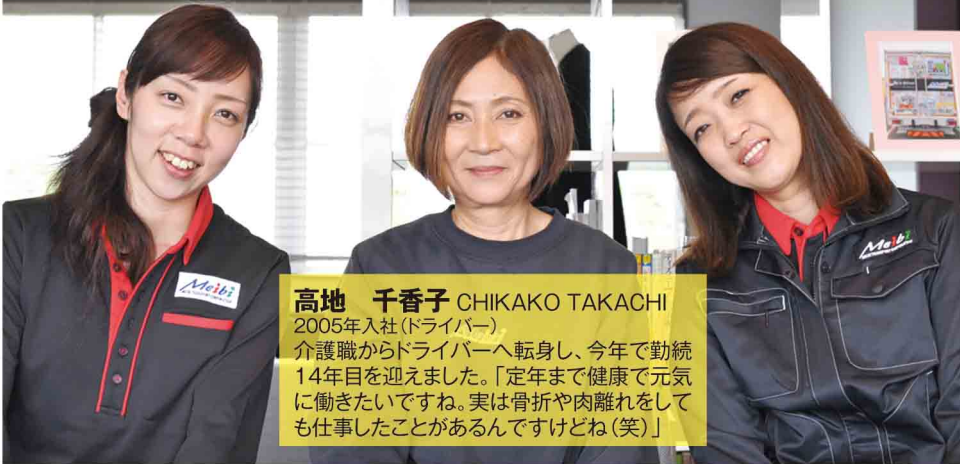 Meibi
Meibi
高地　千香子 CHIKAKO TAKACHI
2005年入社（ドライバー）
介護職からドライバーへ転身し、今年で勤続
14年目を迎えました。「定年まで健康で元気
に働きたいですね。実は骨折や肉離れをして
も仕事したことがあるんですけどね（笑）」